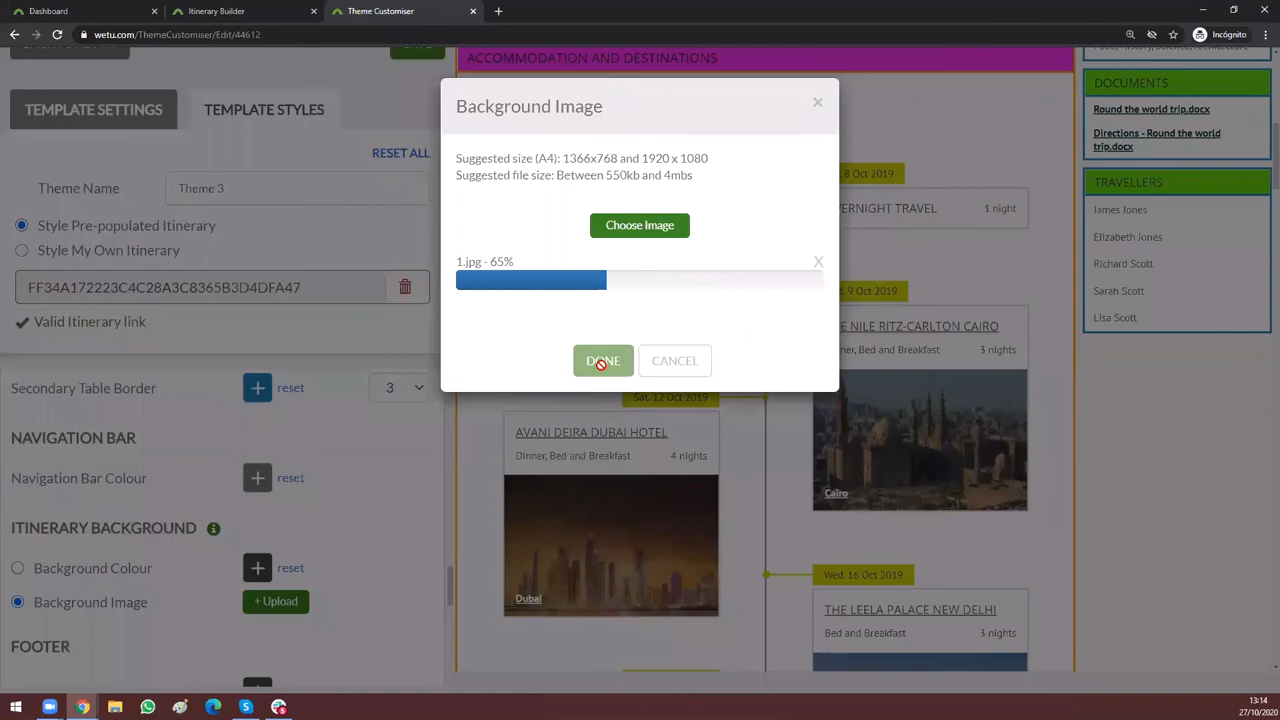 Dashboard
Itinerary Builder
Theme Customiser
wetu.com/ThemeCustomiser/Edit/44612
Incógnito
TEMPLATE SETTINGS
TEMPLATE STYLES
RESET ALL
Theme Name
Theme 3
Style Pre-populated Itinerary
Style My Own Itinerary
FF34A172223C4C28A3C8365B3D4DFA47
Valid Itinerary link
Secondary Table Border
reset
3
NAVIGATION BAR
Navigation Bar Colour
reset
ITINERARY BACKGROUND
Background Colour
reset
Background Image
+ Upload
FOOTER
Background Image
×
Suggested size (A4): 1366x768 and 1920 x 1080
Suggested file size: Between 550kb and 4mbs
Choose Image
1.jpg - 65%
X
DONE
CANCEL
ACCOMMODATION AND DESTINATIONS
8 Oct 2019
VERNIGHT TRAVEL
1 night
9 Oct 2019
E NILE RITZ-CARLTON CAIRO
ner, Bed and Breakfast
3 nights
Cairo
Sat. 12 Oct 2019
AVANI DEIRA DUBAI HOTEL
Dinner, Bed and Breakfast
4 nights
Dubai
Wed. 16 Oct 2019
THE LEELA PALACE NEW DELHI
Bed and Breakfast
3 nights
DOCUMENTS
Round the world trip.docx
Directions - Round the world
trip.docx
TRAVELLERS
James Jones
Elizabeth Jones
Richard Scott
Sarah Scott
Lisa Scott
13:14
27/10/2020